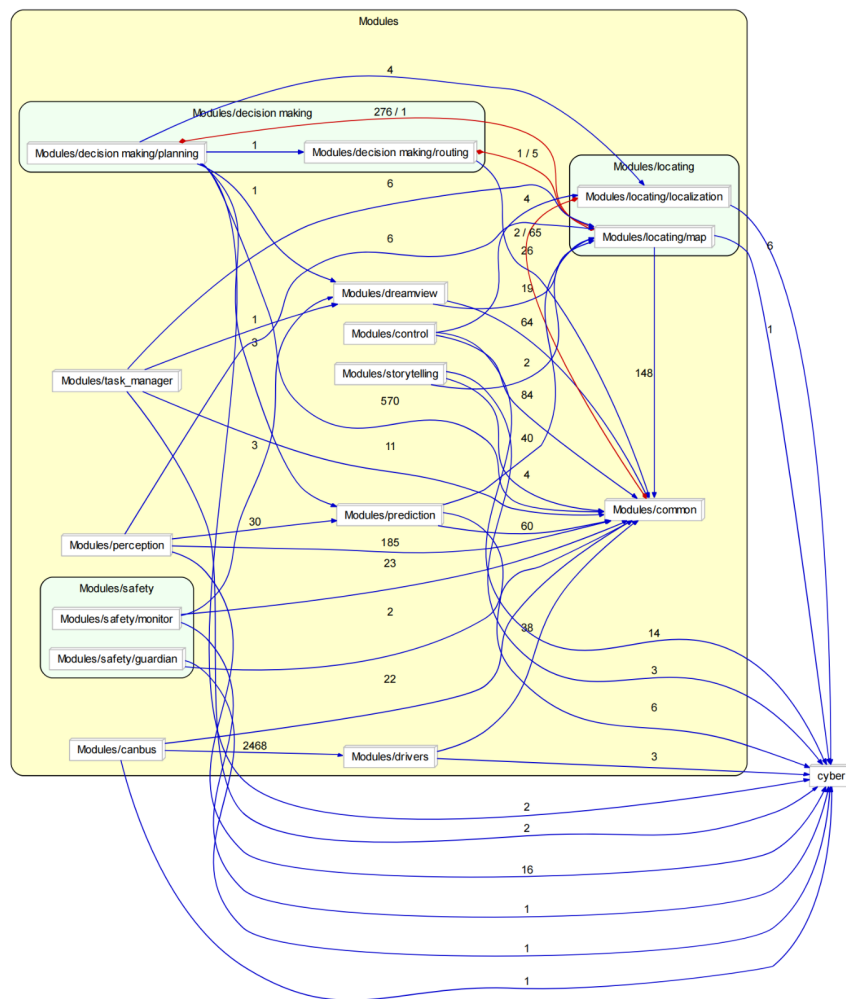 Modules
4
Modules/decision making
276 / 1
Modules/decision making/planning
1
Modules/decision making/routing
1 / 5
Modules/locating
1
6
4
Modules/locating/localization
2 / 65
Modules/locating/map
6
26
6
Modules/dreamview
19
1
64
1
Modules/control
3
Modules/storytelling
2
148
Modules/task_manager
570
84
3
11
40
4
Modules/prediction
Modules/common
30
60
Modules/perception
185
23
Modules/safety
Modules/safety/monitor
2
38
14
Modules/safety/guardian
22
3
6
Modules/canbus
2468
Modules/drivers
3
cyber
2
2
16
1
1
1